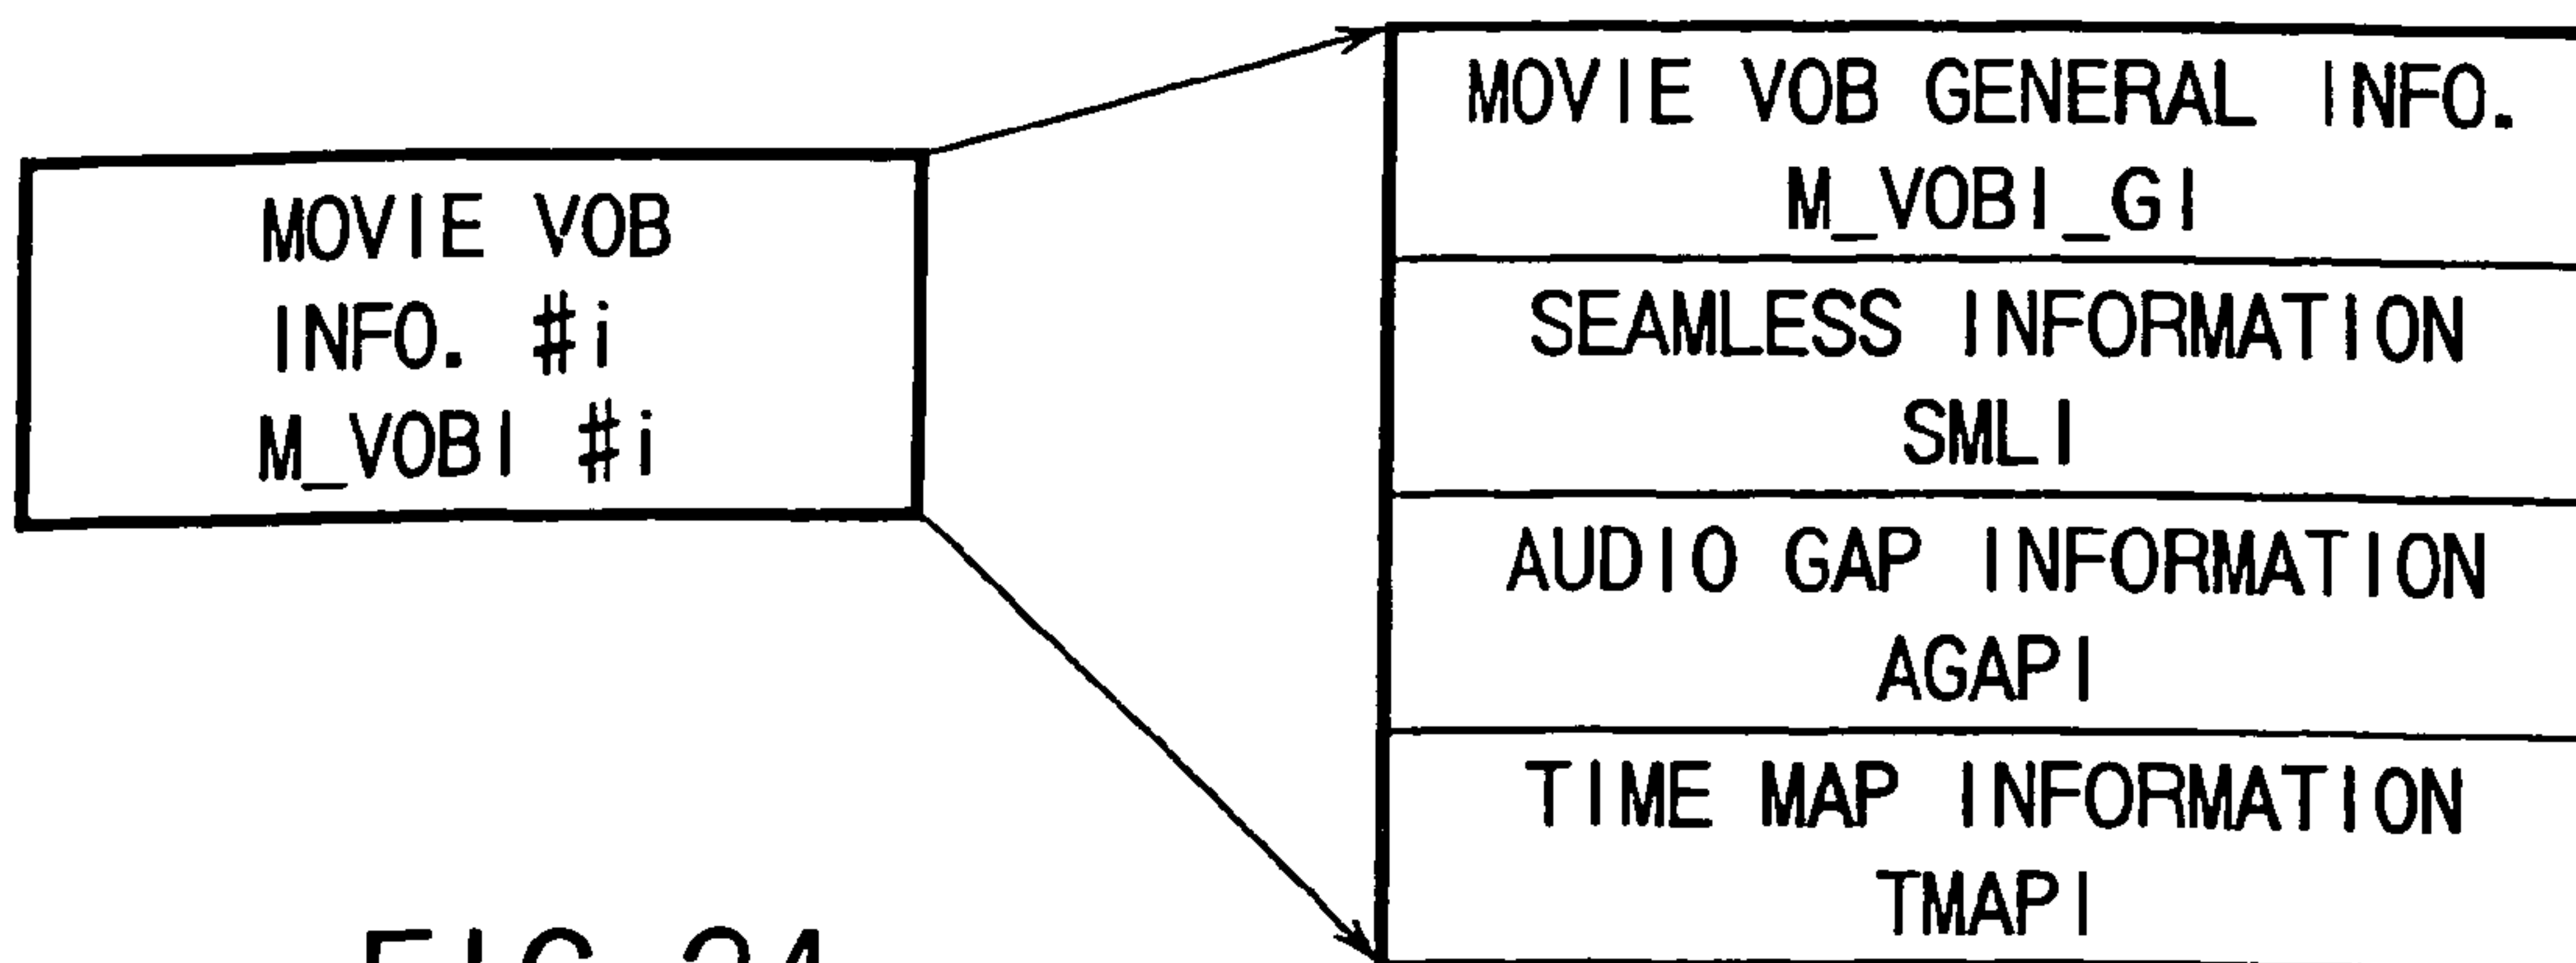 MOVIE VOB
INFO. #i
M_VOBI #i
MOVIE VOB GENERAL INFO.
M_VOBI_GI
SEAMLESS INFORMATION
SMLI
AUDIO GAP INFORMATION
AGAPI
TIME MAP INFORMATION
TMAPI